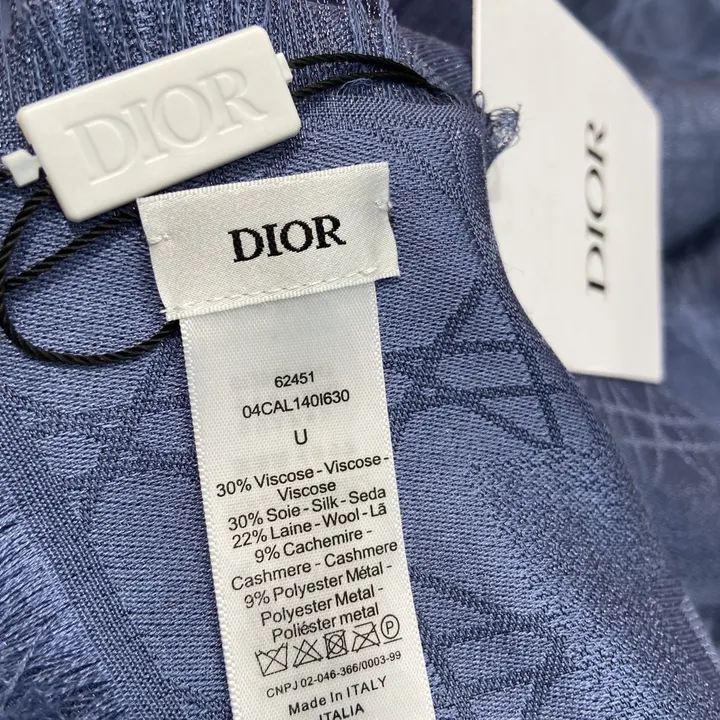 DIOR
DIOR
DIOR
62451
04CAL140I630
U
30% Viscose - Viscose -
Viscose
30% Soie - Silk - Seda
22% Laine - Wool - Lã
9% Cachemire -
Cashmere - Cashmere
9% Polyester Métal -
Polyester Metal -
Poliéster metal
P
CNPJ 02-046-366/0003-99
Made in ITALY
ITALIA